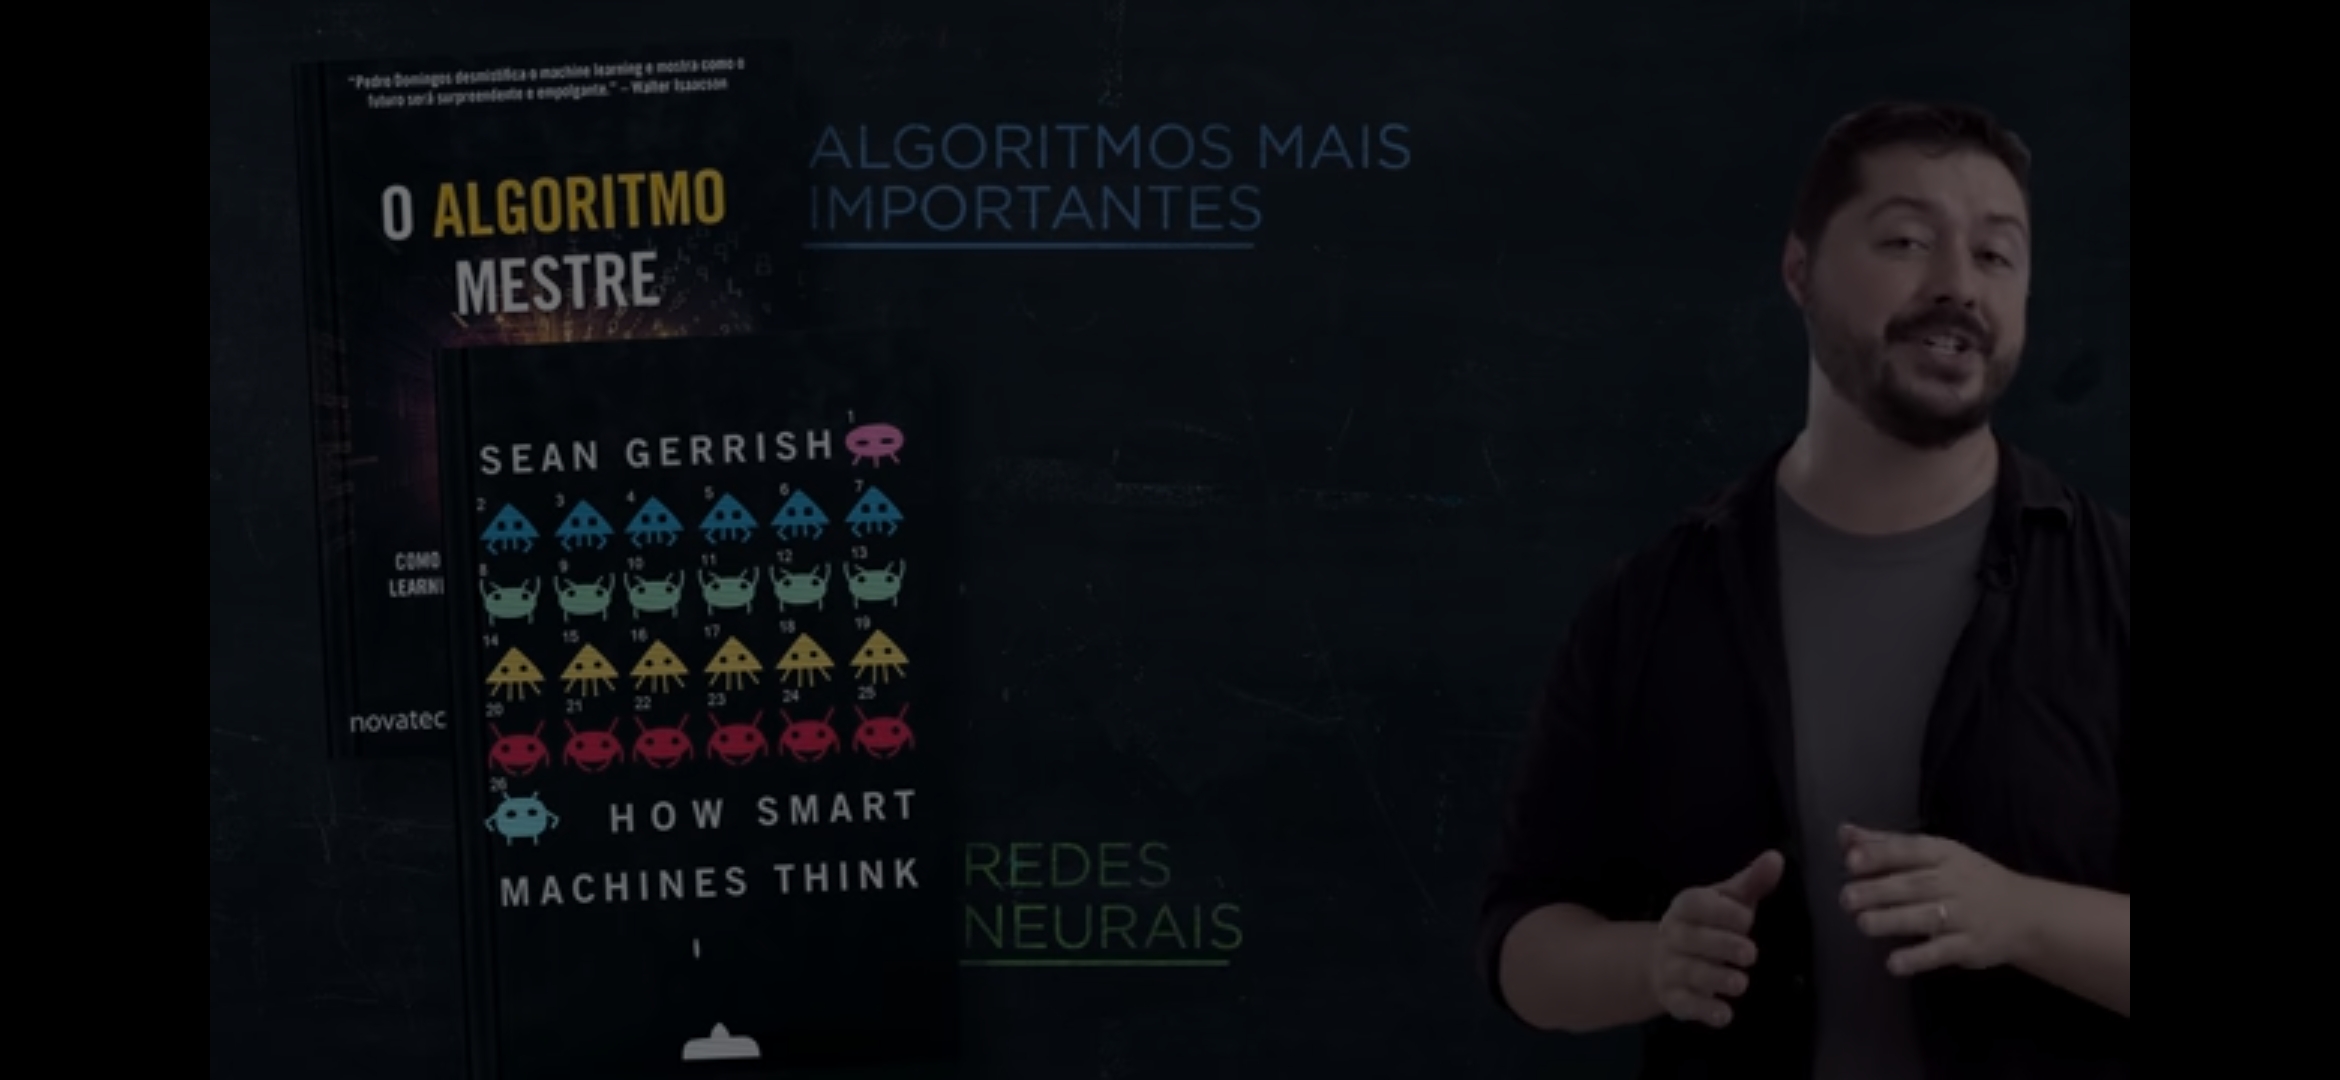 "Pedro Domingos desmistifica o machine learning e mostra como o
futuro será surpreendente e empolgante." – Walter Isaacson
O ALGORITMO
MESTRE
COMO
LEARNI
novatec
ALGORITMOS MAIS
IMPORTANTES
SEAN GERRISH 1
2 3 4 5 6 7
8 9 10 11 12 13
14 15 16 17 18 19
20 21 22 23 24 25
26
HOW SMART
MACHINES THINK
REDES
NEURAIS